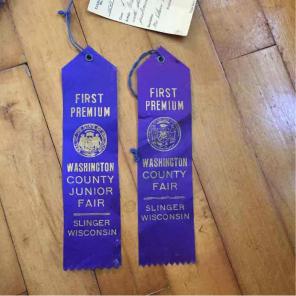 FIRST
PREMIUM
WASHINGTON
COUNTY
JUNIOR
FAIR
SLINGER
WISCONSIN
FIRST
PREMIUM
WASHINGTON
COUNTY
FAIR
SLINGER
WISCONSIN